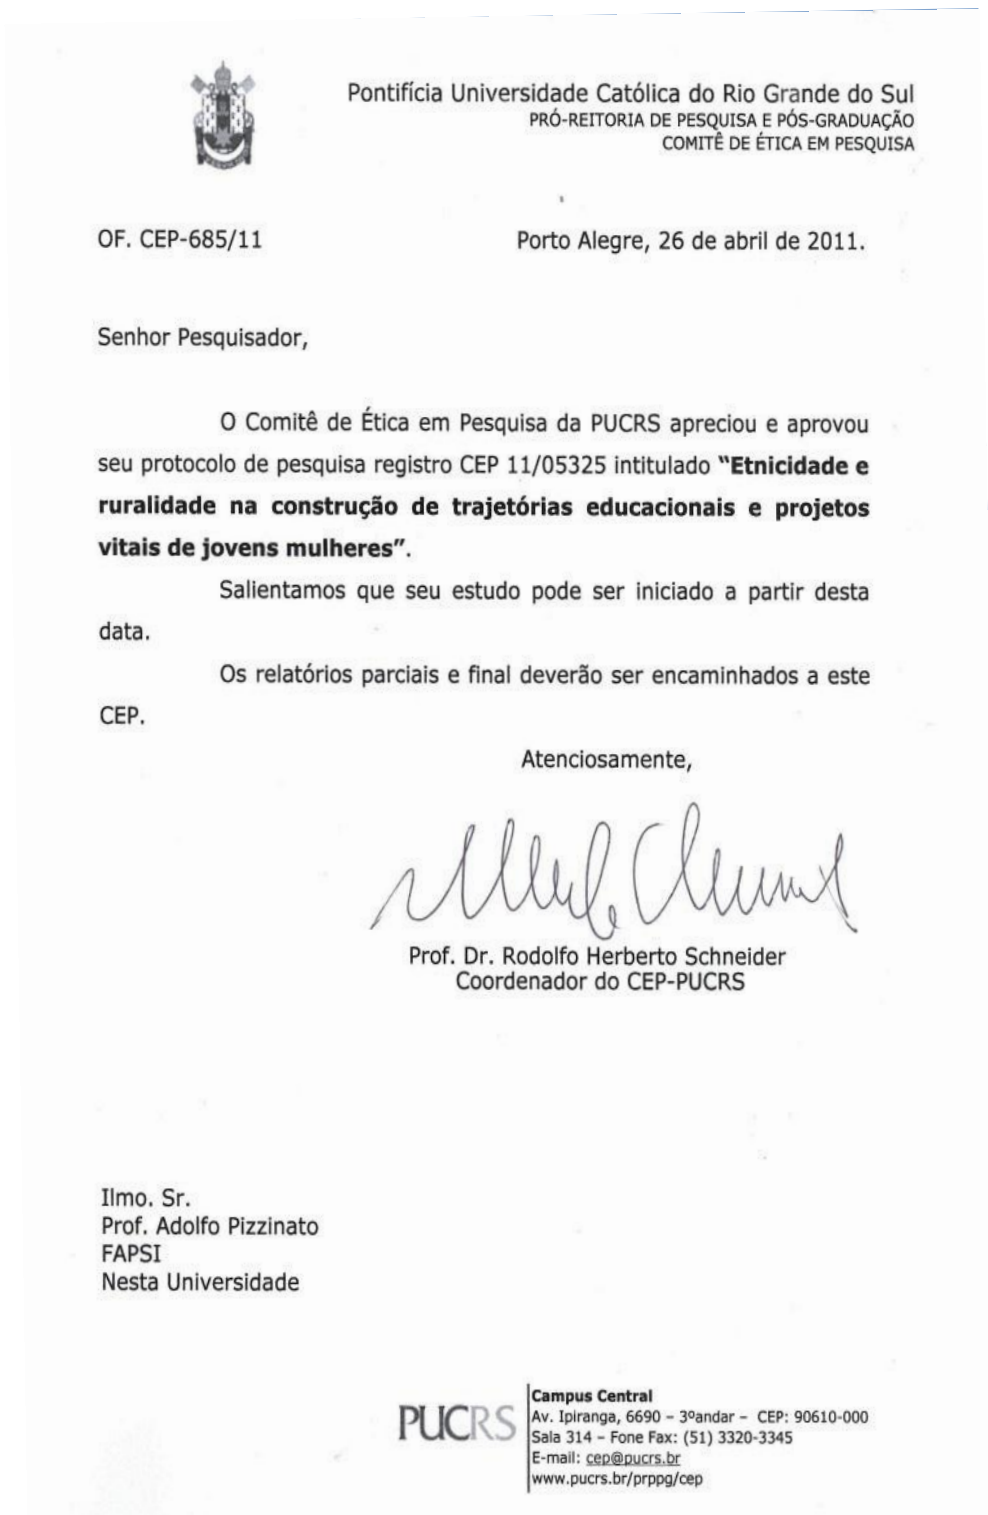 Pontifícia Universidade Católica do Rio Grande do Sul
PRÓ-REITORIA DE PESQUISA E PÓS-GRADUAÇÃO
COMITÊ DE ÉTICA EM PESQUISA
OF. CEP-685/11 Porto Alegre, 26 de abril de 2011.
Senhor Pesquisador,
O Comitê de Ética em Pesquisa da PUCRS apreciou e aprovou
seu protocolo de pesquisa registro CEP 11/05325 intitulado "Etnicidade e
ruralidade na construção de trajetórias educacionais e projetos
vitais de jovens mulheres".
Salientamos que seu estudo pode ser iniciado a partir desta
data.
Os relatórios parciais e final deverão ser encaminhados a este
CEP.
Atenciosamente,
Prof. Dr. Rodolfo Herberto Schneider
Coordenador do CEP-PUCRS
Ilmo. Sr.
Prof. Adolfo Pizzinato
FAPSI
Nesta Universidade
PUCRS
Campus Central
Av. Ipiranga, 6690 – 3ºandar – CEP: 90610-000
Sala 314 – Fone Fax: (51) 3320-3345
E-mail: cep@pucrs.br
www.pucrs.br/prppg/cep